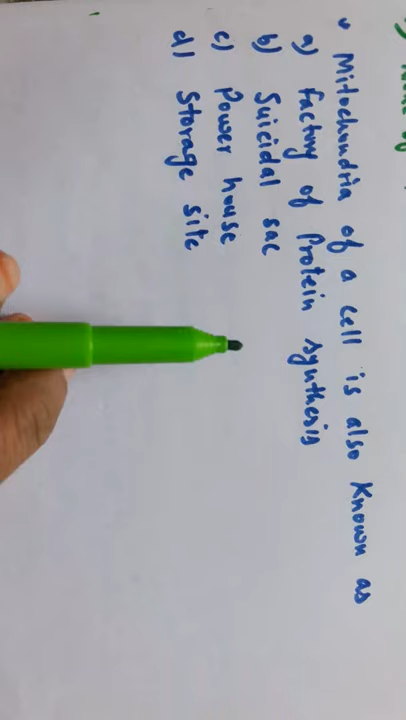 Mitochondria of a cell is also Known as
a) factory of Protein synthesis
b) Suicidal sac
c) Power house
d) Storage site